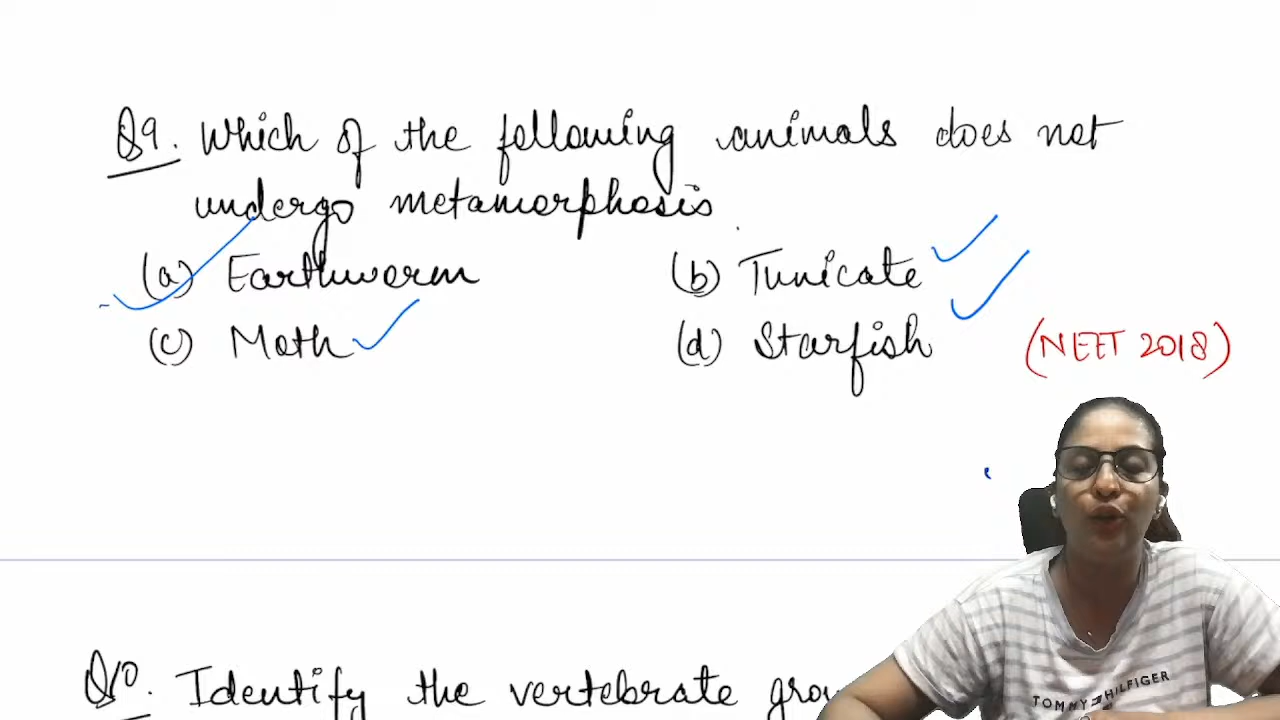 Q9. Which of the following animals does not
undergo metamorphosis
(a) Earthworm (b) Tunicate
(c) Moth (d) Starfish (NEET 2018)
Q10. Identify the vertebrate
TOMMY HILFIGER